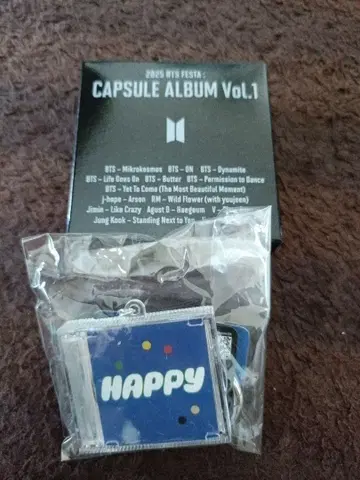 2025 BTS FESTA :
CAPSULE ALBUM Vol.1
BTS – Mikrokosmos BTS – ON BTS – Dynamite
BTS – Life Goes On BTS – Butter BTS – Permission to Dance
BTS – Yet To Come (The Most Beautiful Moment)
j-hope – Arson RM – Wild Flower (with youjeen)
Jimin – Like Crazy Agust D – Haegeum V –
Jung Kook – Standing Next to You
HAPPY